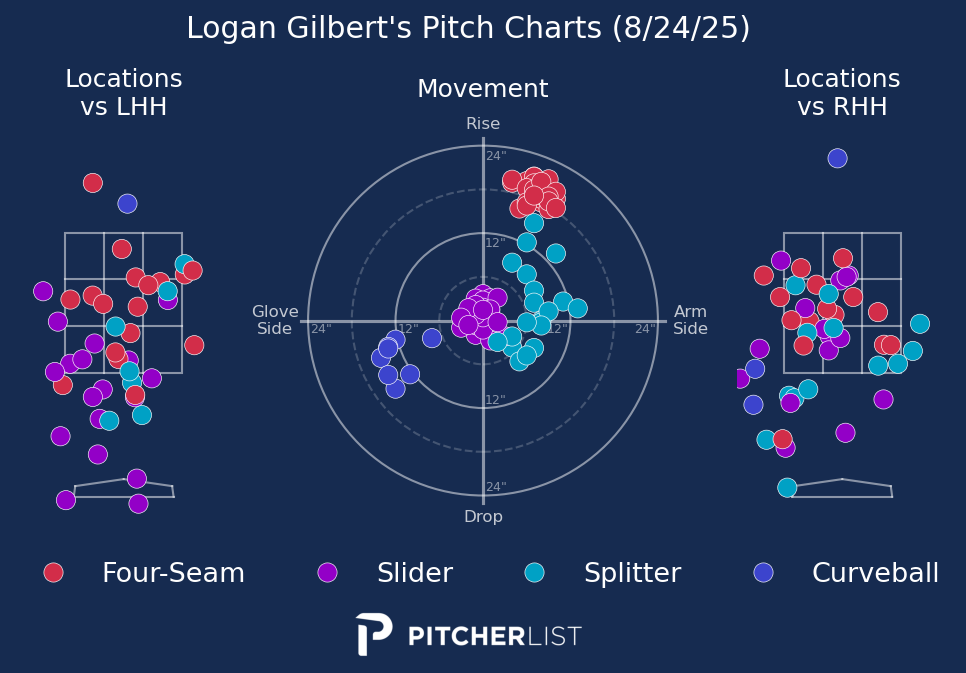 Logan Gilbert's Pitch Charts (8/24/25)
Locations
vs LHH
Movement
Locations
vs RHH
Rise
24"
12"
Glove
Side
24"
12"
12"
24"
Arm
Side
12"
24"
Drop
Four-Seam
Slider
Splitter
Curveball
PITCHERLIST